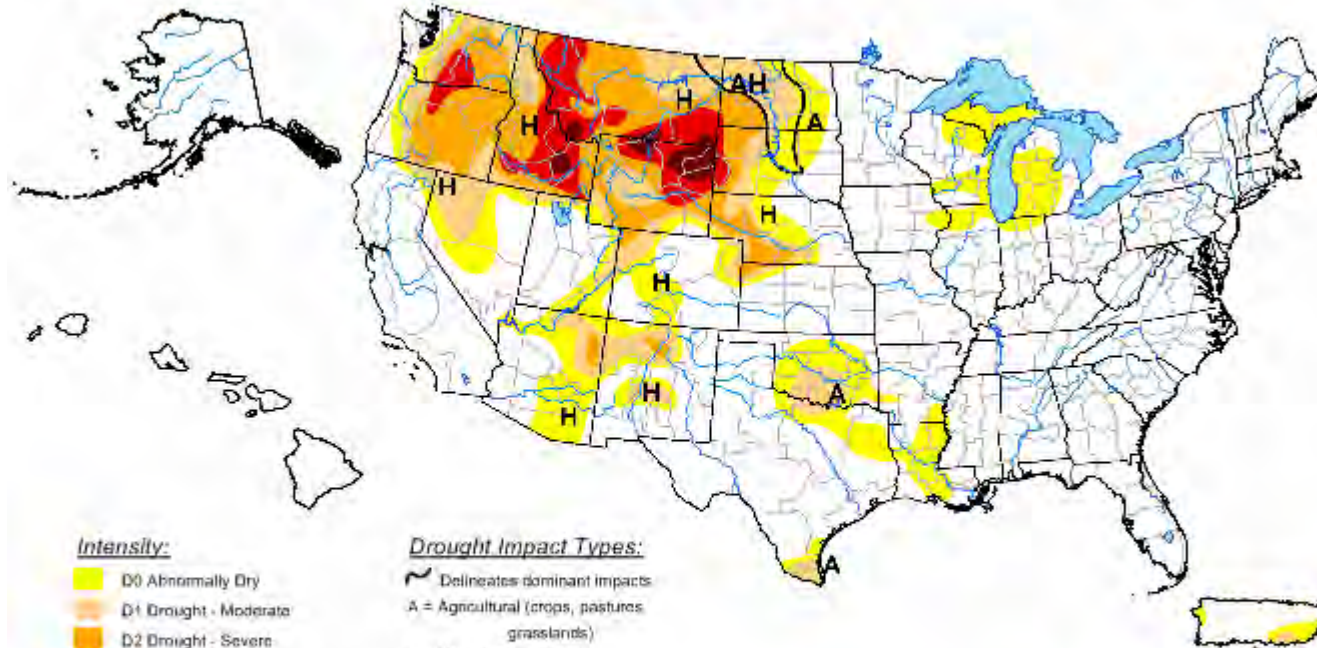 H
AH
A
H
H
H
H
H
H
A
A
Intensity:
D0 Abnormally Dry
D1 Drought - Moderate
D2 Drought - Severe
Drought Impact Types:
Delineates dominant impacts
A = Agricultural (crops, pastures
grasslands)